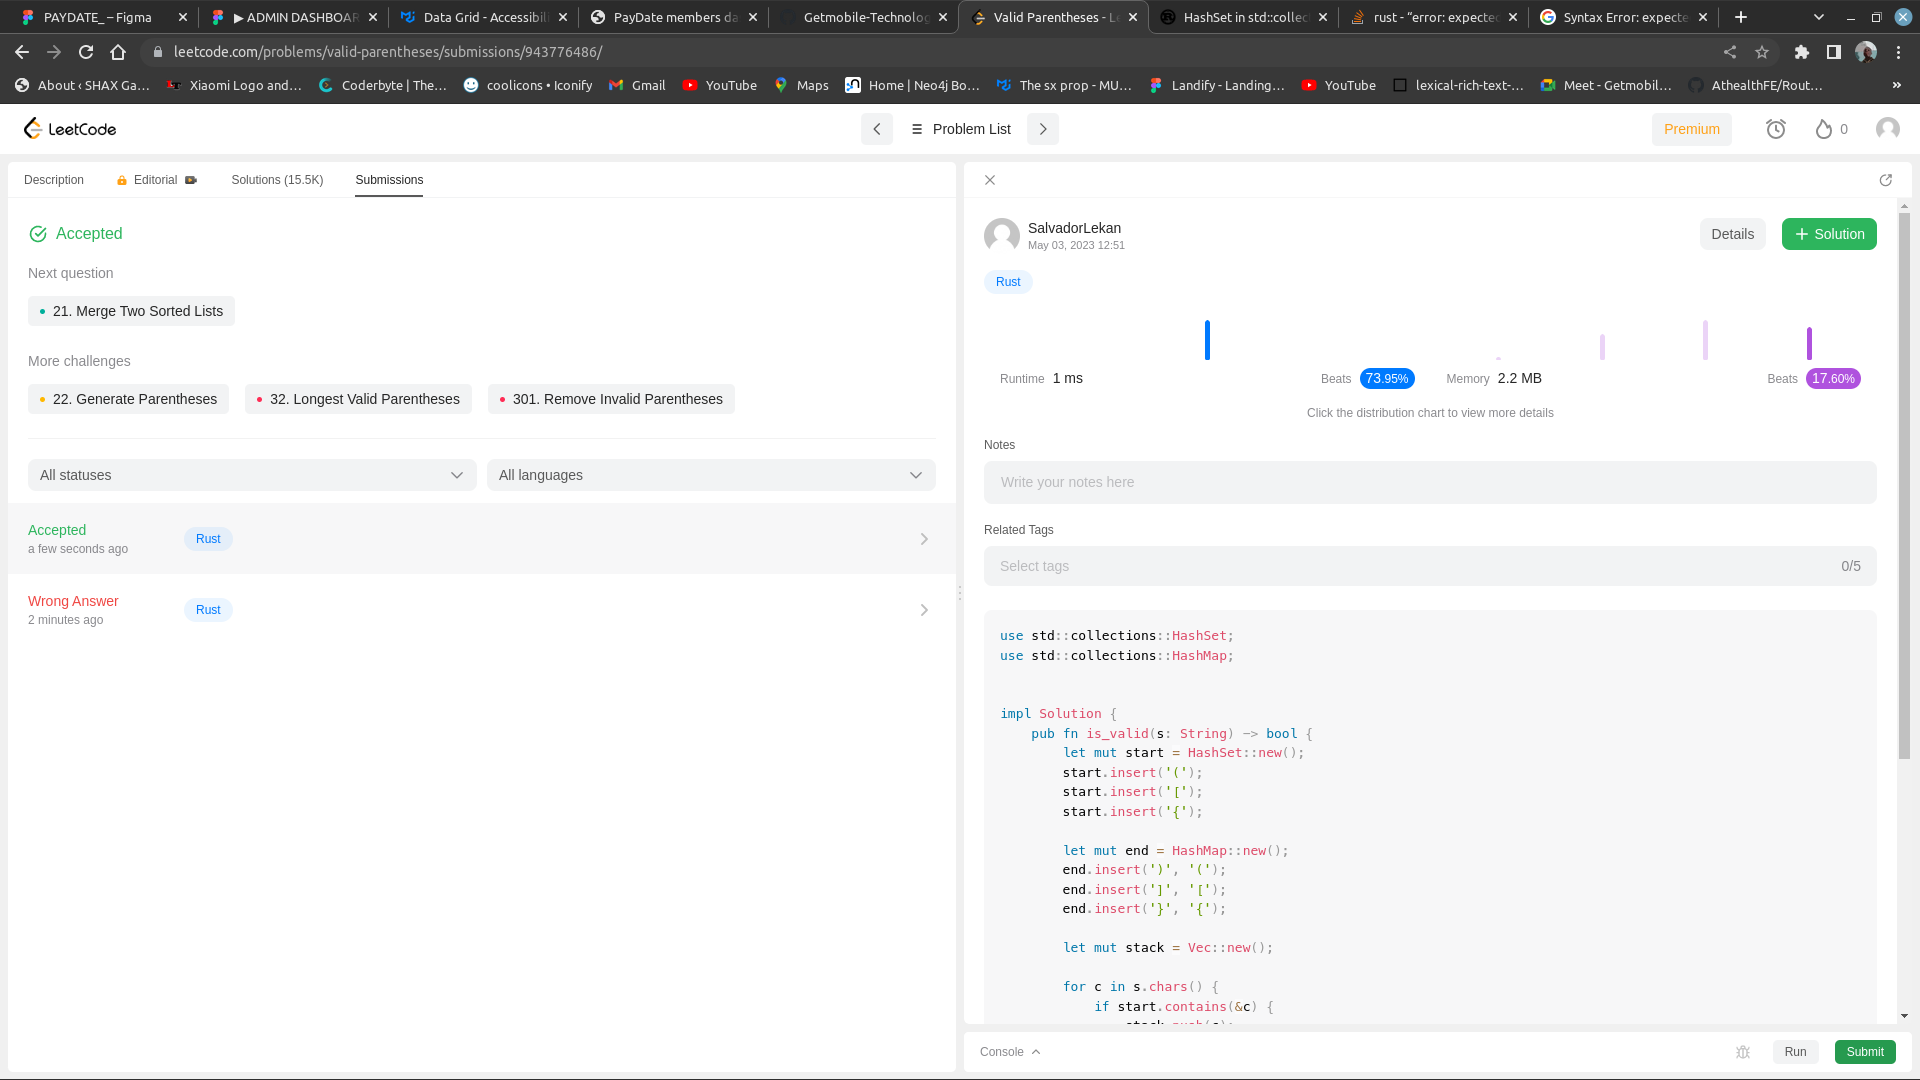 PAYDATE_ – Figma
▶ ADMIN DASHBOAR
Data Grid - Accessibili
PayDate members da
Getmobile-Technolog
Valid Parentheses - Le
HashSet in std::collec
rust - “error: expected
Syntax Error: expecte
leetcode.com/problems/valid-parentheses/submissions/943776486/
About ‹ SHAX Ga…
Xiaomi Logo and…
Coderbyte | The…
coolicons • Iconify
Gmail
YouTube
Maps
Home | Neo4j Bo…
The sx prop - MU…
Landify - Landing…
YouTube
lexical-rich-text-…
Meet - Getmobil…
AthealthFE/Rout…
»
LeetCode
Problem List
Premium
0
Description
Editorial
Solutions (15.5K)
Submissions
Accepted
Next question
21. Merge Two Sorted Lists
More challenges
22. Generate Parentheses
32. Longest Valid Parentheses
301. Remove Invalid Parentheses
All statuses
All languages
Accepted
a few seconds ago
Rust
Wrong Answer
2 minutes ago
Rust
SalvadorLekan
May 03, 2023 12:51
Details
Solution
Rust
Runtime 1 ms
Beats 73.95%
Memory 2.2 MB
Beats 17.60%
Click the distribution chart to view more details
Notes
Write your notes here
Related Tags
Select tags
0/5
use std::collections::HashSet;
use std::collections::HashMap;
impl Solution {
pub fn is_valid(s: String) -> bool {
let mut start = HashSet::new();
start.insert('(');
start.insert('[');
start.insert('{');
let mut end = HashMap::new();
end.insert(')', '(');
end.insert(']', '[');
end.insert('}', '{');
let mut stack = Vec::new();
for c in s.chars() {
if start.contains(&c) {
stack.push(c);
Console
Run
Submit